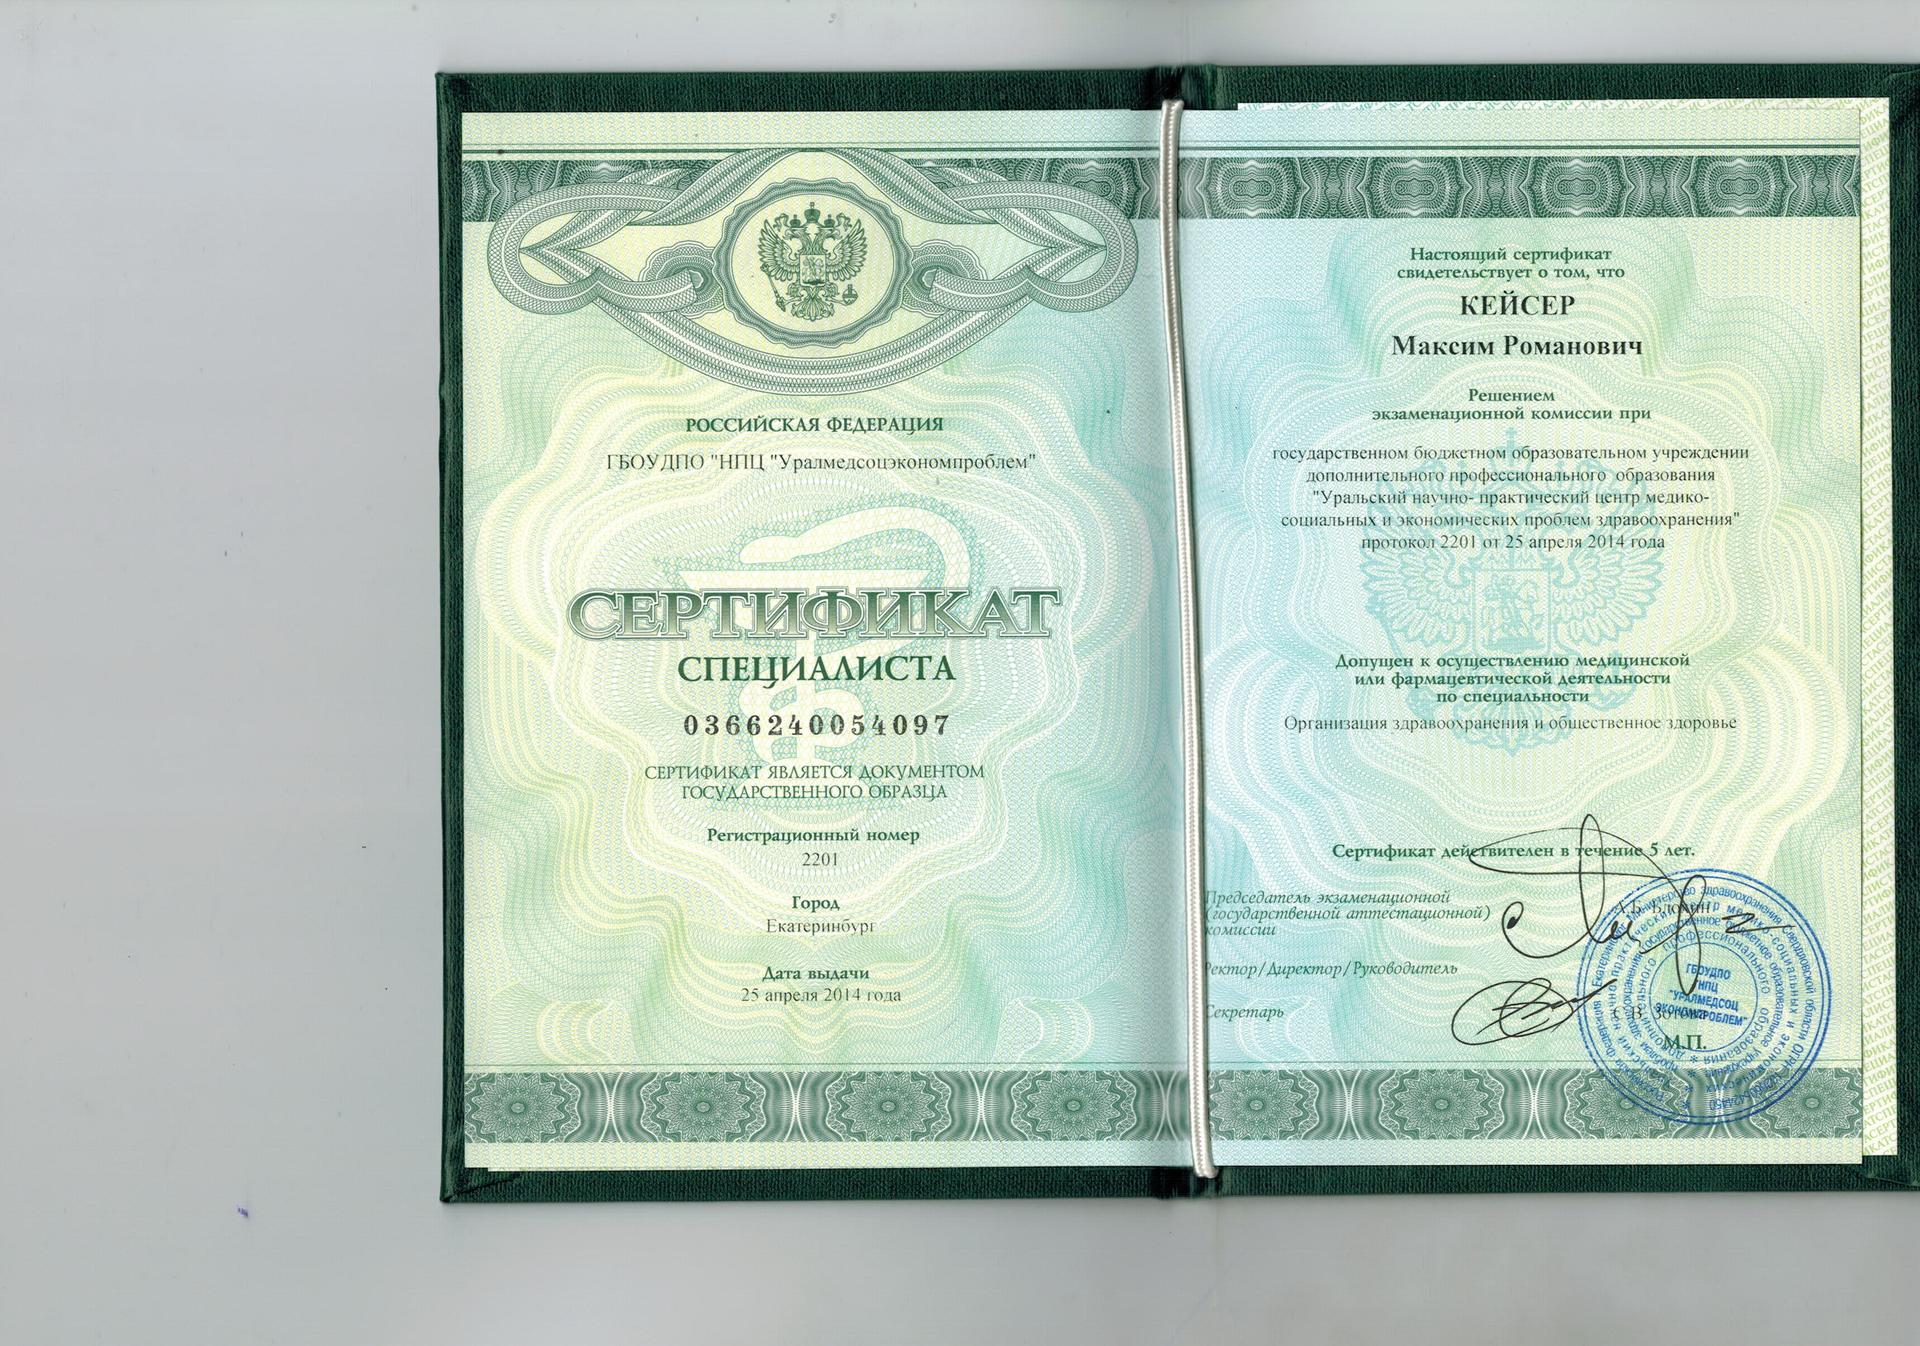 РОССИЙСКАЯ ФЕДЕРАЦИЯ
ГБОУДПО "НПЦ "Уралмедсоцэкономпроблем"
СЕРТИФИКАТ
СПЕЦИАЛИСТА
0366240054097
СЕРТИФИКАТ ЯВЛЯЕТСЯ ДОКУМЕНТОМ
ГОСУДАРСТВЕННОГО ОБРАЗЦА
Регистрационный номер
2201
Город
Екатеринбург
Дата выдачи
25 апреля 2014 года
Настоящий сертификат
свидетельствует о том, что
КЕЙСЕР
Максим Романович
Решением
экзаменационной комиссии при
государственном бюджетном образовательном учреждении
дополнительного профессионального образования
"Уральский научно- практический центр медико-
социальных и экономических проблем здравоохранения"
протокол 2201 от 25 апреля 2014 года
Допущен к осуществлению медицинской
или фармацевтической деятельности
по специальности
Организация здравоохранения и общественное здоровье
Сертификат действителен в течение 5 лет.
Председатель экзаменационной
(государственной аттестационной)
комиссии
Блохин
Ректор/Директор/Руководитель
Секретарь
С.В. Зотова
М.П.
ГБОУДПО
"НПЦ
"УРАЛМЕДСОЦ
ЭКОНОМПРОБЛЕМ"